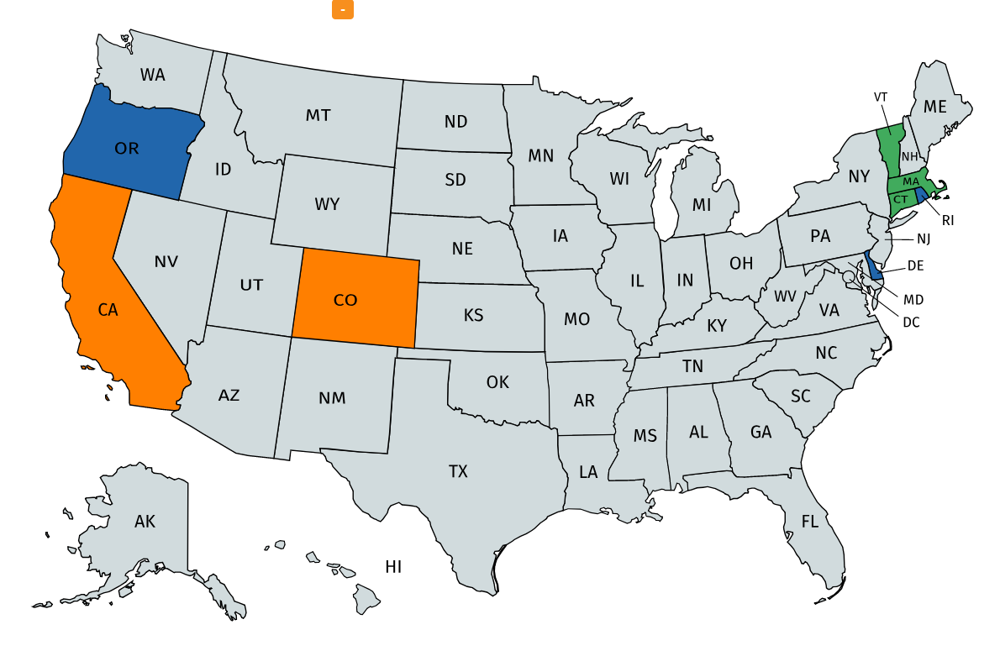 -
WA
MT
ND
MN
VT
ME
OR
ID
SD
WI
MI
NY
NH
MA
CT
RI
WY
NV
UT
CO
NE
IA
IL
IN
OH
PA
NJ
DE
MD
DC
CA
KS
MO
KY
WV
VA
NC
TN
SC
AZ
NM
OK
AR
MS
AL
GA
TX
LA
FL
AK
HI